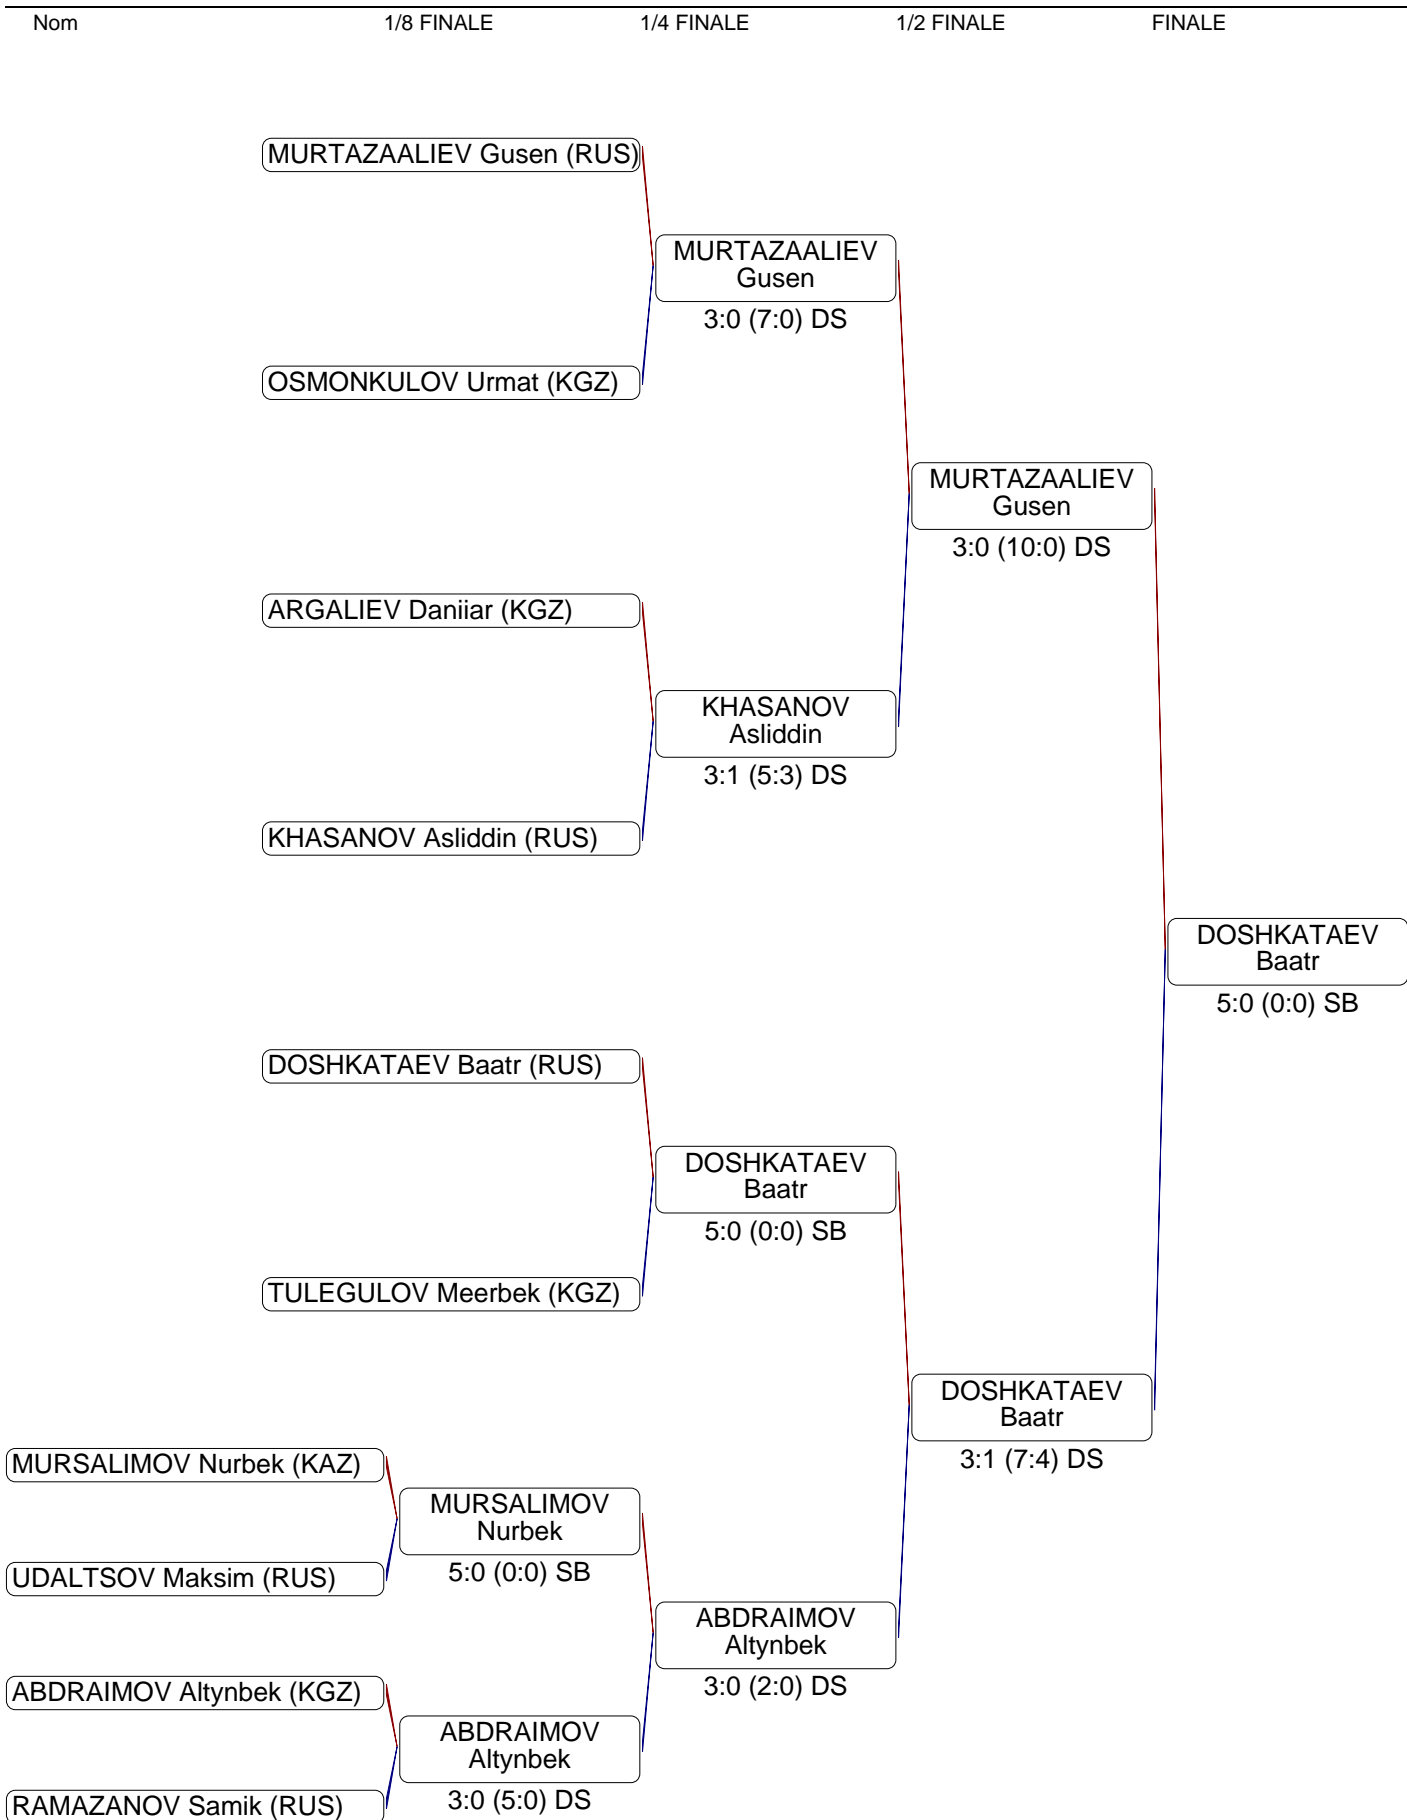 Nom 1/8 FINALE 1/4 FINALE 1/2 FINALE FINALE
MURTAZAALIEV Gusen (RUS)
MURTAZAALIEV
Gusen
3:0 (7:0) DS
OSMONKULOV Urmat (KGZ)
MURTAZAALIEV
Gusen
3:0 (10:0) DS
ARGALIEV Daniiar (KGZ)
KHASANOV
Asliddin
3:1 (5:3) DS
KHASANOV Asliddin (RUS)
DOSHKATAEV
Baatr
5:0 (0:0) SB
DOSHKATAEV Baatr (RUS)
DOSHKATAEV
Baatr
5:0 (0:0) SB
TULEGULOV Meerbek (KGZ)
DOSHKATAEV
Baatr
3:1 (7:4) DS
MURSALIMOV Nurbek (KAZ)
MURSALIMOV
Nurbek
5:0 (0:0) SB
UDALTSOV Maksim (RUS)
ABDRAIMOV
Altynbek
3:0 (2:0) DS
ABDRAIMOV Altynbek (KGZ)
ABDRAIMOV
Altynbek
3:0 (5:0) DS
RAMAZANOV Samik (RUS)